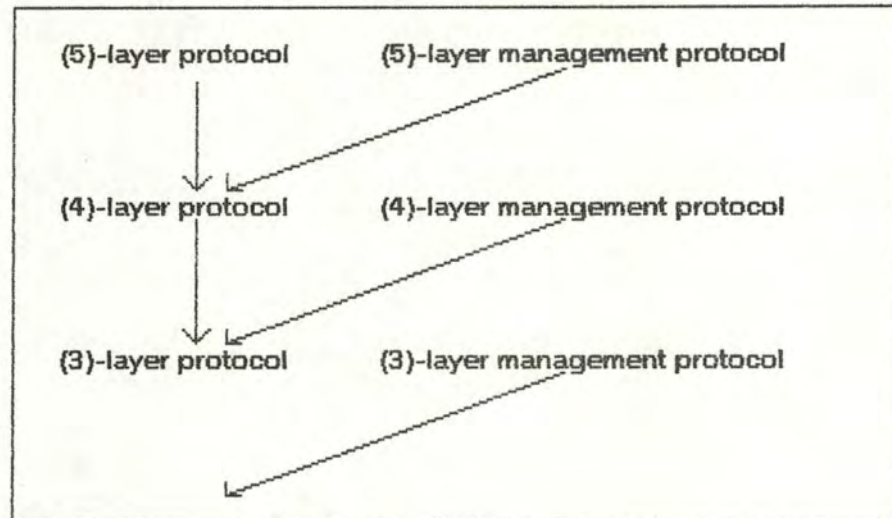 (5)-layer protocol (5)-layer management protocol
(4)-layer protocol (4)-layer management protocol
(3)-layer protocol (3)-layer management protocol